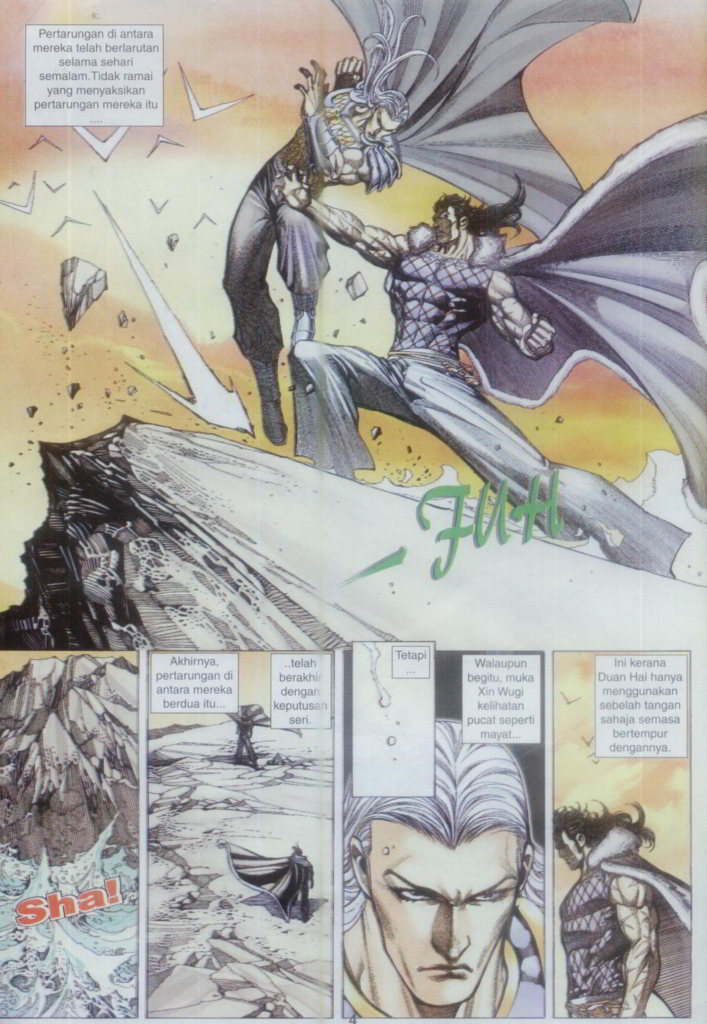 Pertarungan di antara
mereka telah berlarutan
selama sehari
semalam.Tidak ramai
yang menyaksikan
pertarungan mereka itu
....
FUH
Sha!
Akhirnya,
pertarungan di
antara mereka
berdua itu...
..telah
berakhir
dengan
keputusan
seri.
Tetapi
...
Walaupun
begitu, muka
Xin Wugi
kelihatan
pucat seperti
mayat...
Ini kerana
Duan Hai hanya
menggunakan
sebelah tangan
sahaja semasa
bertempur
dengannya.
4